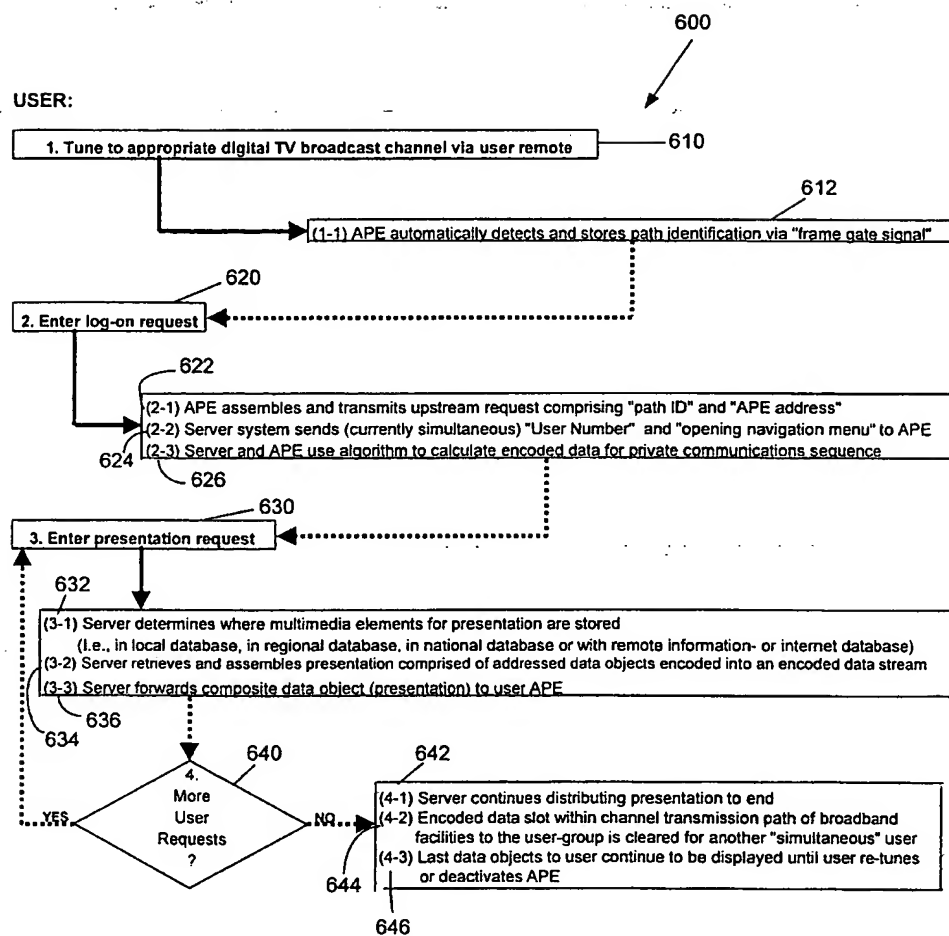 600
USER:
1. Tune to appropriate digital TV broadcast channel via user remote
610
612
(1-1) APE automatically detects and stores path identification via "frame gate signal"
620
2. Enter log-on request
622
(2-1) APE assembles and transmits upstream request comprising "path ID" and "APE address"
(2-2) Server system sends (currently simultaneous) "User Number" and "opening navigation menu" to APE
624
(2-3) Server and APE use algorithm to calculate encoded data for private communications sequence
626
630
3. Enter presentation request
632
(3-1) Server determines where multimedia elements for presentation are stored
(I.e., in local database, in regional database, in national database or with remote information- or internet database)
(3-2) Server retrieves and assembles presentation comprised of addressed data objects encoded into an encoded data stream
(3-3) Server forwards composite data object (presentation) to user APE
636
634
640
4.
More
User
Requests
?
YES
NO
642
(4-1) Server continues distributing presentation to end
(4-2) Encoded data slot within channel transmission path of broadband
facilities to the user-group is cleared for another "simultaneous" user
(4-3) Last data objects to user continue to be displayed until user re-tunes
or deactivates APE
644
646